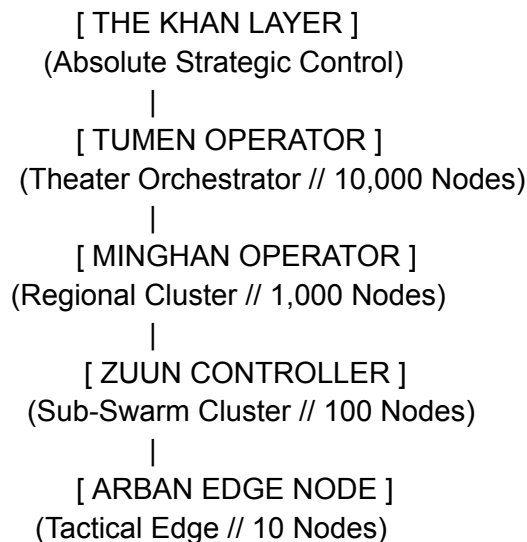 [ THE KHAN LAYER ]
(Absolute Strategic Control)
|
[ TUMEN OPERATOR ]
(Theater Orchestrator // 10,000 Nodes)
|
[ MINGHAN OPERATOR ]
(Regional Cluster // 1,000 Nodes)
|
[ ZUUN CONTROLLER ]
(Sub-Swarm Cluster // 100 Nodes)
|
[ ARBAN EDGE NODE ]
(Tactical Edge // 10 Nodes)